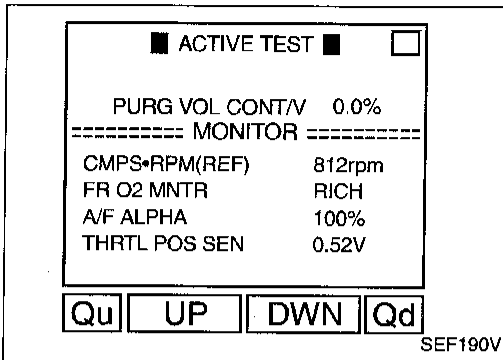 ACTIVE TEST
PURG VOL CONT/V 0.0%
========== MONITOR ==========
CMPS•RPM(REF) 812rpm
FR O2 MNTR RICH
A/F ALPHA 100%
THRTL POS SEN 0.52V
Qu UP DWN Qd
SEF190V